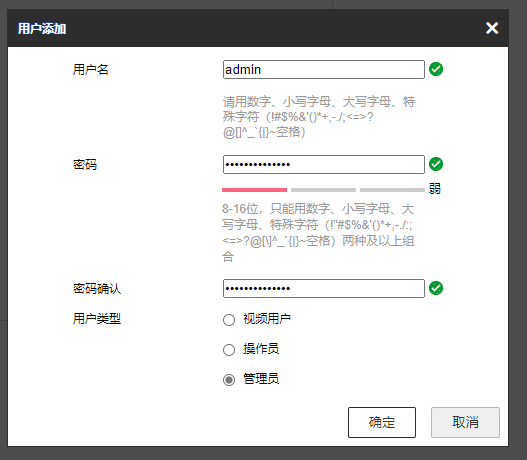 用户添加
用户名 admin
请用数字、小写字母、大写字母、特
殊字符（!#$%&'()*+,-./;<=>?
@[]^_`{|}~空格）
密码 ••••••••••••••
弱
8-16位，只能用数字、小写字母、大
写字母、特殊字符（!"#$%&'()*+,-./:;
<=>?@[\]^_`{|}~空格）两种及以上组
合
密码确认 ••••••••••••••
用户类型 视频用户
操作员
管理员
确定 取消